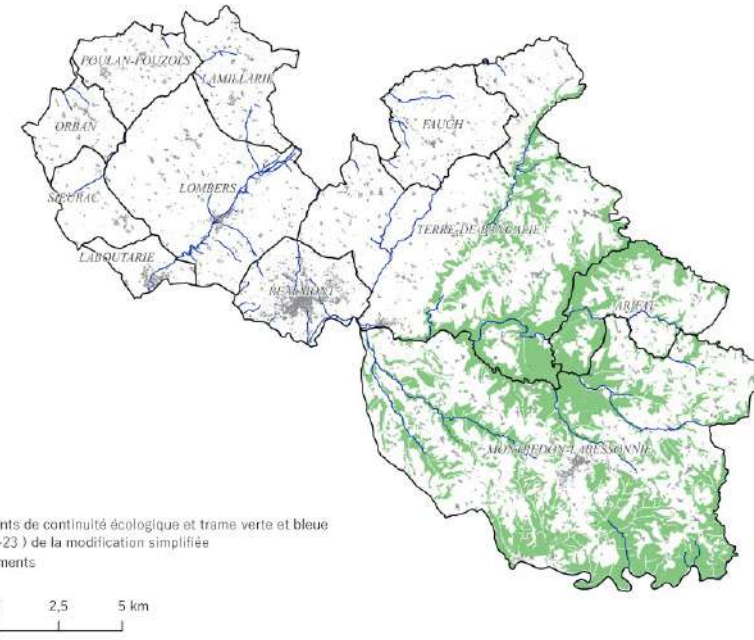 POULAN-POUZOLS
LAMILLARIE
ORBAN
FAUCH
SIEURAC
LOMBERS
TERRE-DE-BANCALIE
LABOUTARIE
REALMONT
ARIFAT
MONTREDON-LABESSONNIE
nts de continuité écologique et trame verte et bleue
-23 ) de la modification simplifiée
ments
2,5 5 km